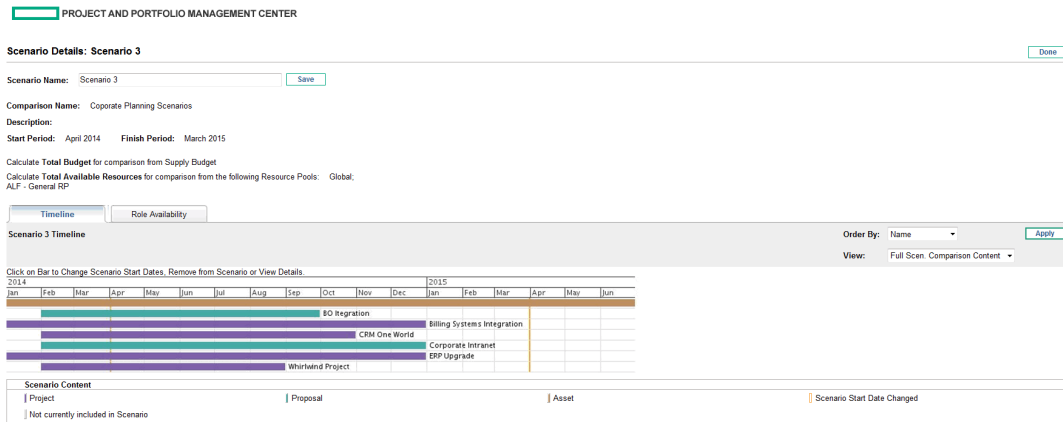 PROJECT AND PORTFOLIO MANAGEMENT CENTER
Scenario Details: Scenario 3
Done
Scenario Name: Scenario 3 Save
Comparison Name: Coporate Planning Scenarios
Description:
Start Period: April 2014 Finish Period: March 2015
Calculate Total Budget for comparison from Supply Budget
Calculate Total Available Resources for comparison from the following Resource Pools: Global;
ALF - General RP
Timeline Role Availability
Scenario 3 Timeline
Order By: Name Apply
View: Full Scen. Comparison Content
Click on Bar to Change Scenario Start Dates, Remove from Scenario or View Details.
2014 2015
Jan Feb Mar Apr May Jun Jul Aug Sep Oct Nov Dec Jan Feb Mar Apr May Jun
BO Itegration
Billing Systems Integration
CRM One World
Corporate Intranet
ERP Upgrade
Whirlwind Project
Scenario Content
Project Proposal Asset Scenario Start Date Changed
Not currently included in Scenario